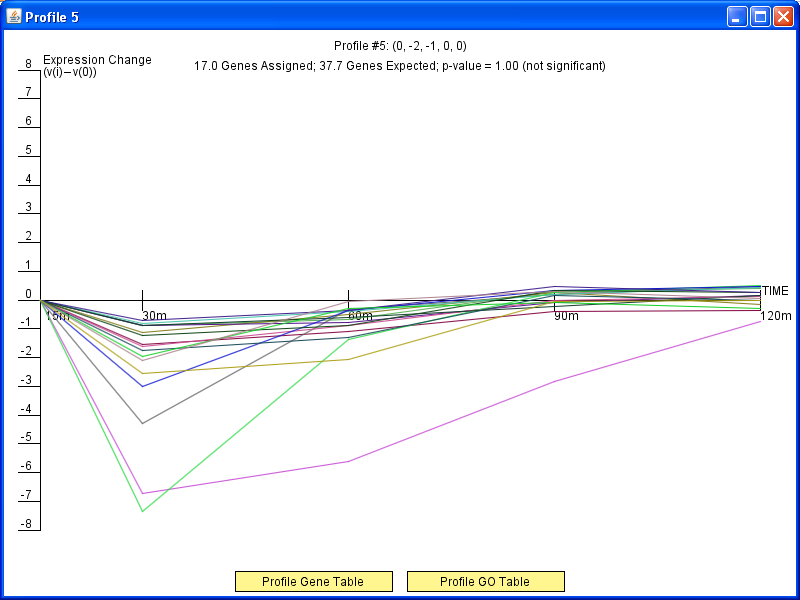 Profile 5
Profile #5: (0, -2, -1, 0, 0)
Expression Change
(v(i)−v(0))
17.0 Genes Assigned; 37.7 Genes Expected; p-value = 1.00 (not significant)
8
7
6
5
4
3
2
1
0
TIME
15m
30m
60m
90m
120m
-1
-2
-3
-4
-5
-6
-7
-8
Profile Gene Table
Profile GO Table